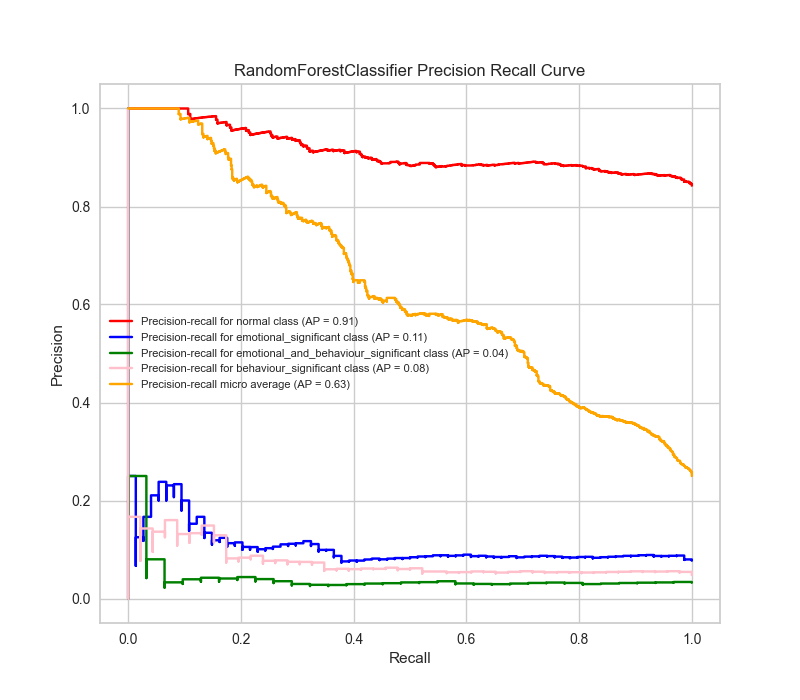 RandomForestClassifier Precision Recall Curve
1.0
0.8
0.6
0.4
0.2
0.0
Precision
Precision-recall for normal class (AP = 0.91)
Precision-recall for emotional_significant class (AP = 0.11)
Precision-recall for emotional_and_behaviour_significant class (AP = 0.04)
Precision-recall for behaviour_significant class (AP = 0.08)
Precision-recall micro average (AP = 0.63)
0.0 0.2 0.4 0.6 0.8 1.0
Recall